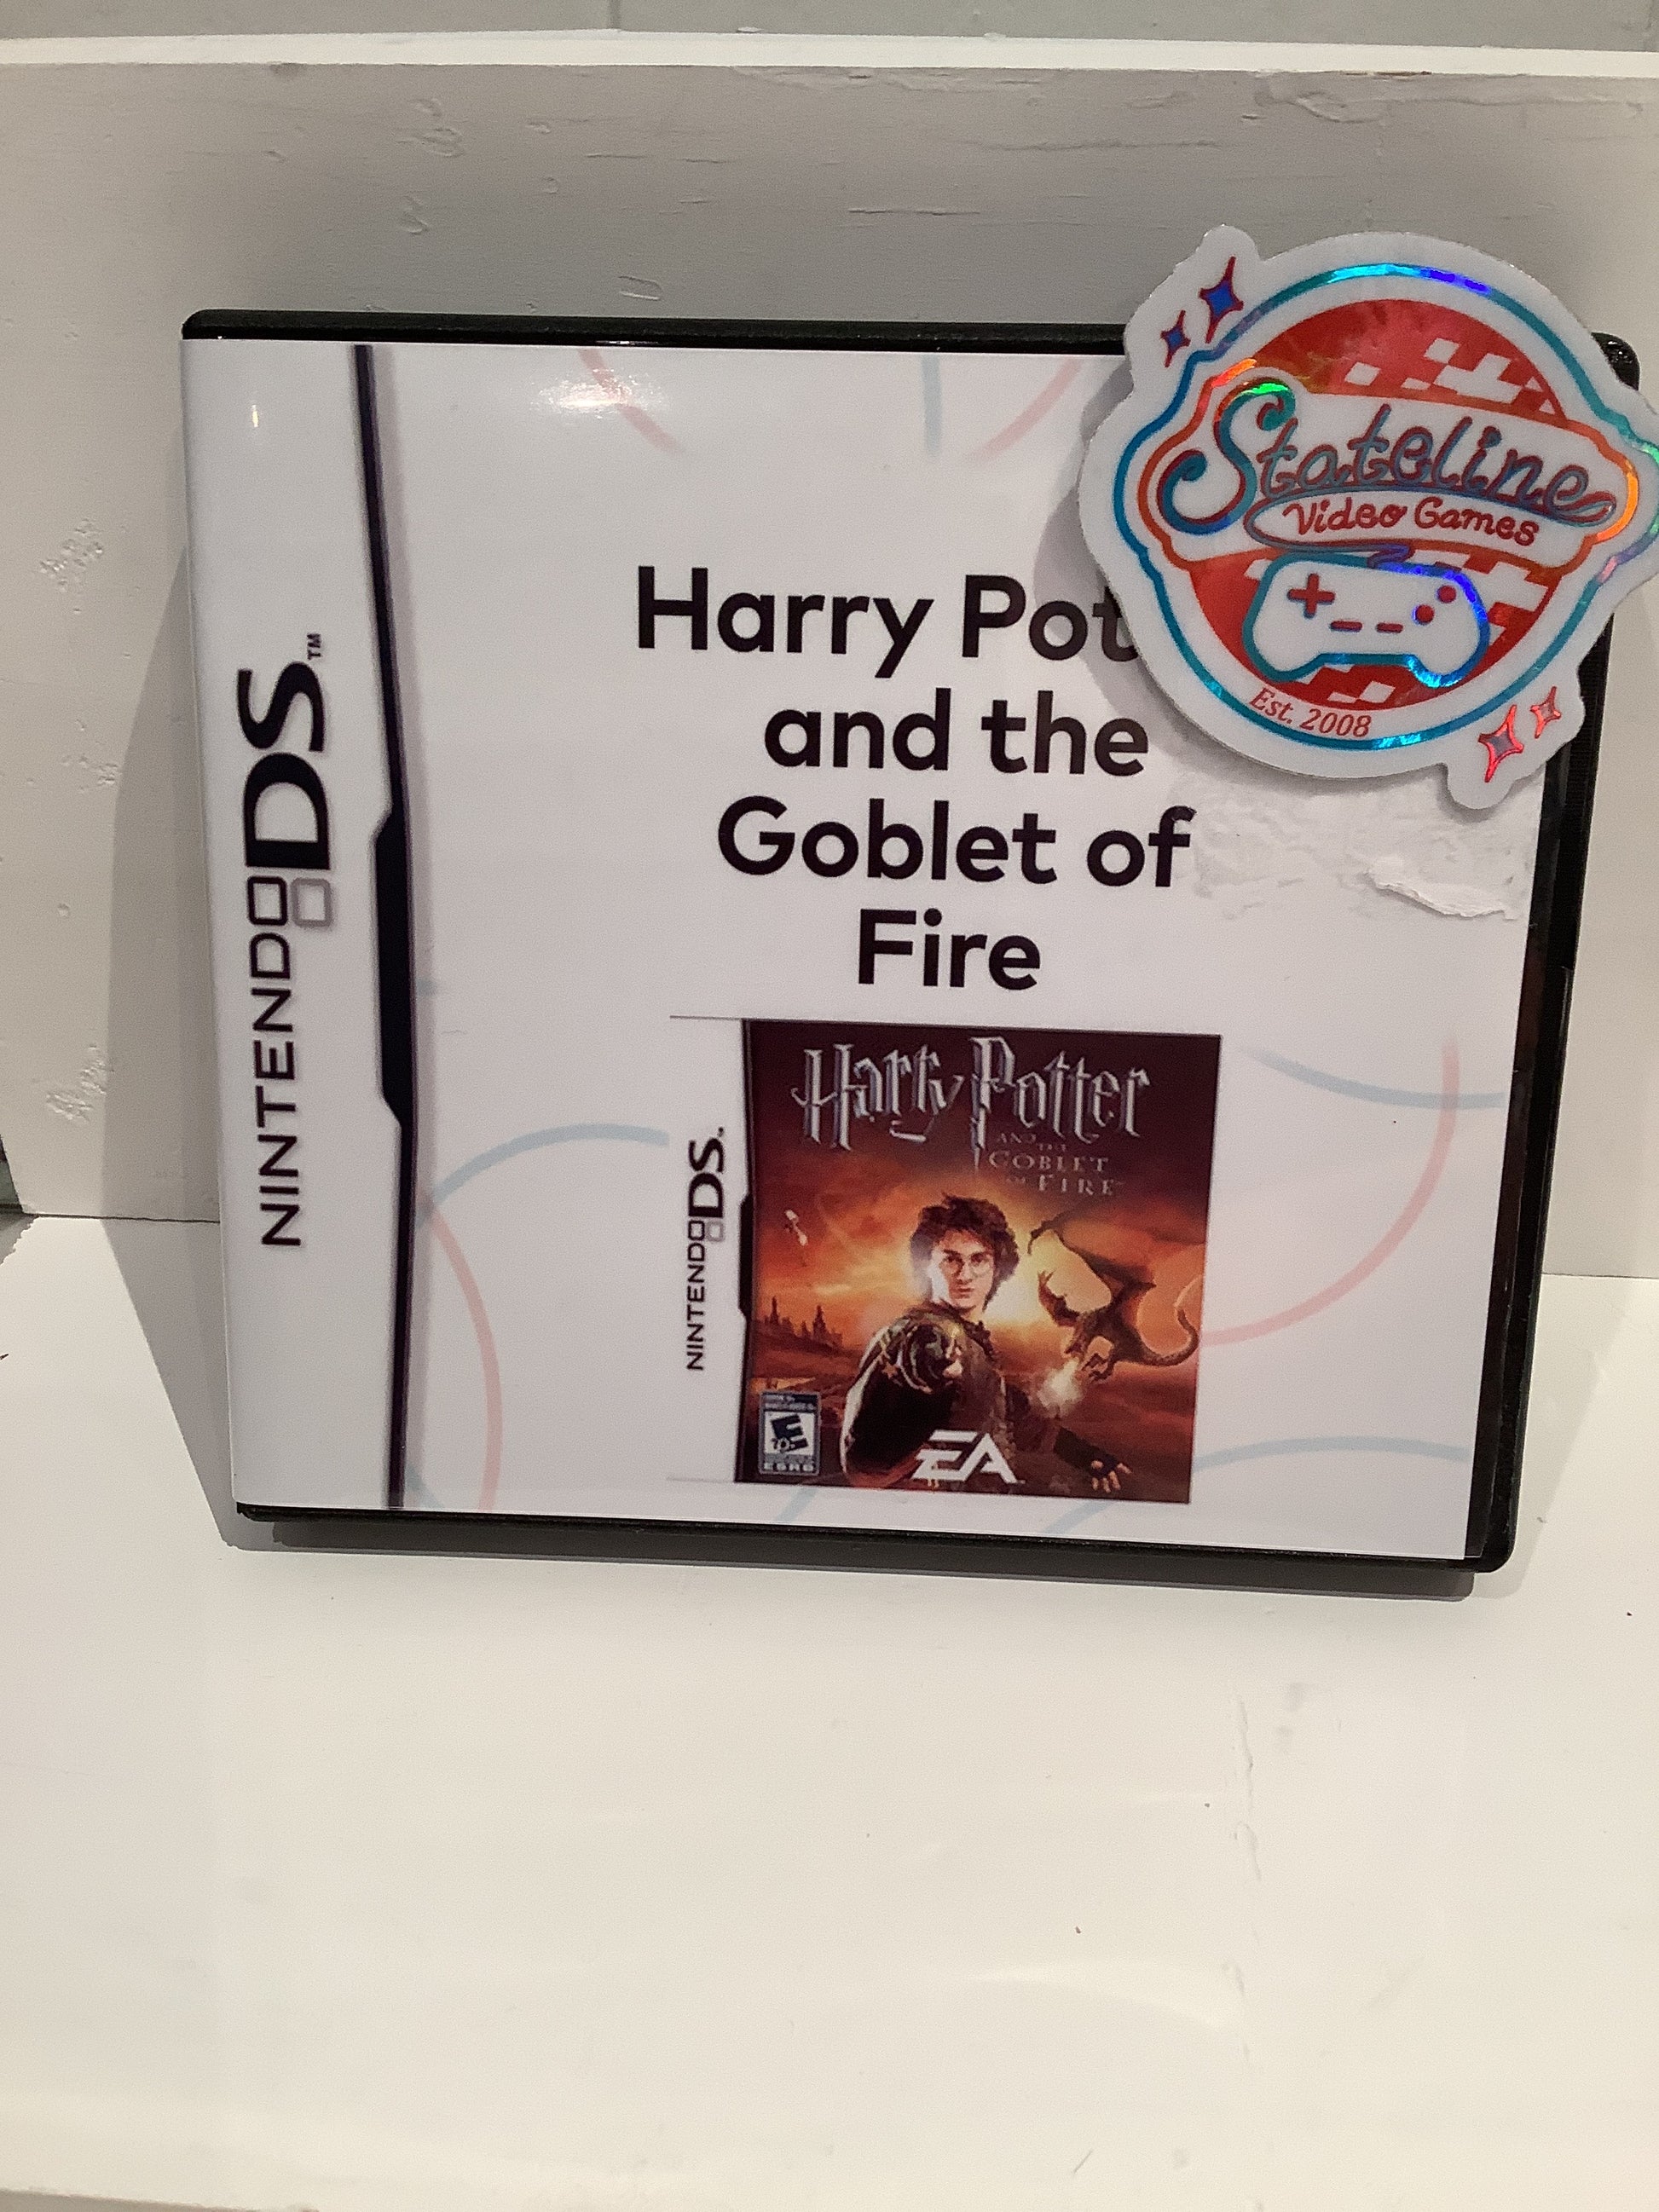 NINTENDO DS™
Harry Pot
and the
Goblet of
Fire
Stateline
Video Games
Est. 2008
NINTENDO DS
Harry Potter
AND THE
GOBLET
OF FIRE
E
ESRB
EA